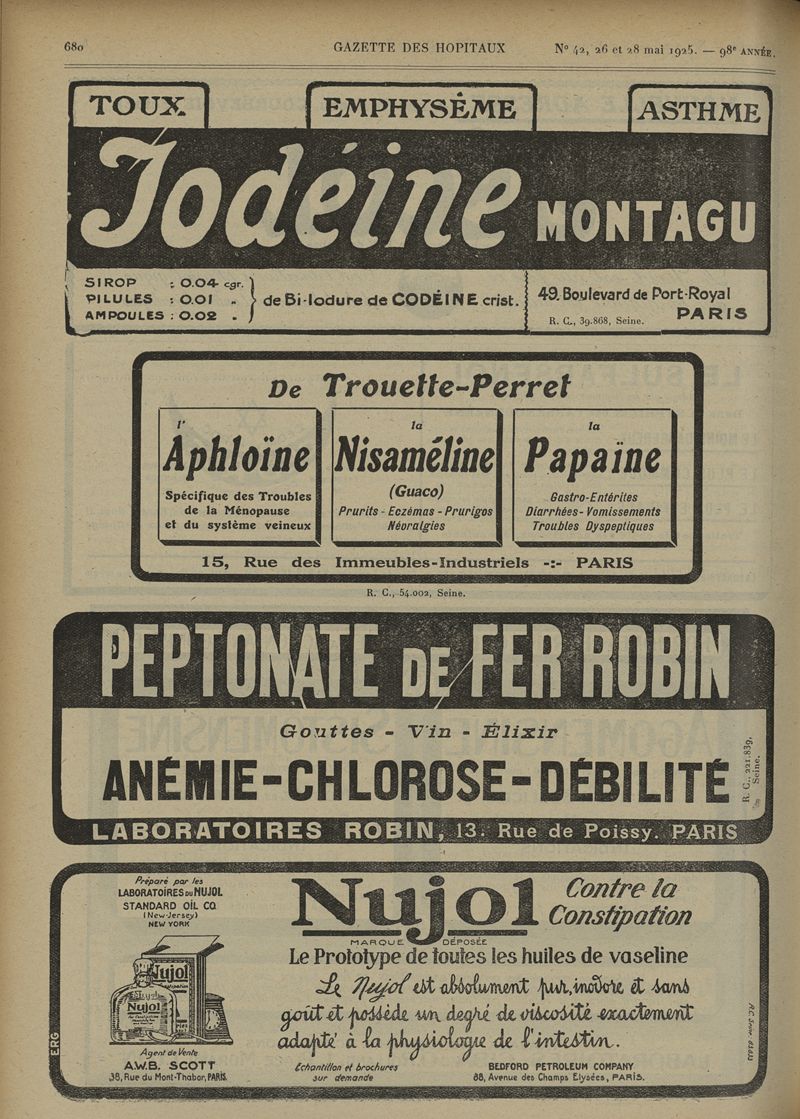 680
GAZETTE DES HOPITAUX
N° 42, 26 et 28 mai 1925. — 98e ANNÉE.
TOUX
EMPHYSÊME
ASTHME
Iodéine MONTAGU
SIROP : 0.04 cgr.
PILULES : 0.01 "
AMPOULES : 0.02 "
de Bi-Iodure de CODÉINE crist.
49, Boulevard de Port-Royal
PARIS
R. C., 39.868, Seine.
De Trouette-Perret
l'
Aphloïne
Spécifique des Troubles
de la Ménopause
et du système veineux
la
Nisaméline
(Guaco)
Prurits - Eczémas - Prurigos
Névralgies
la
Papaïne
Gastro-Entérites
Diarrhées - Vomissements
Troubles Dyspeptiques
15, Rue des Immeubles-Industriels -:- PARIS
R. C., 54.002, Seine.
PEPTONATE DE FER ROBIN
Gouttes - Vin - Élixir
ANÉMIE - CHLOROSE - DÉBILITÉ
R. C., 221.839,
Seine.
LABORATOIRES ROBIN, 13, Rue de Poissy. PARIS
Préparé par les
LABORATOIRES DU NUJOL
STANDARD OIL CO.
(New-Jersey)
NEW YORK
Nujol
Nujol
Agent de Vente
A.W.B. SCOTT
38, Rue du Mont-Thabor, PARIS.
ERG
Nujol
MARQUE DÉPOSÉE
Contre la
Constipation
Le Prototype de toutes les huiles de vaseline
Le Nujol est absolument pur, inodore et sans
goût et possède un degré de viscosité exactement
adapté à la physiologie de l'intestin.
Échantillon et brochures
sur demande
BEDFORD PETROLEUM COMPANY
88, Avenue des Champs Elysées, PARIS.